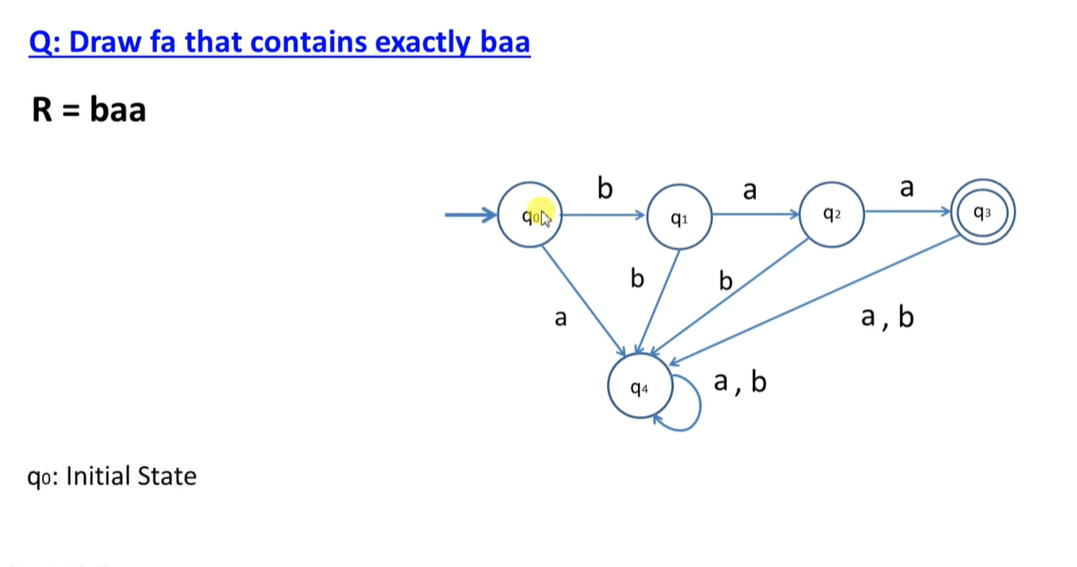 Q: Draw fa that contains exactly baa
R = baa
b
a
a
q0
q1
q2
q3
b
b
a
a , b
q4
a , b
q0: Initial State